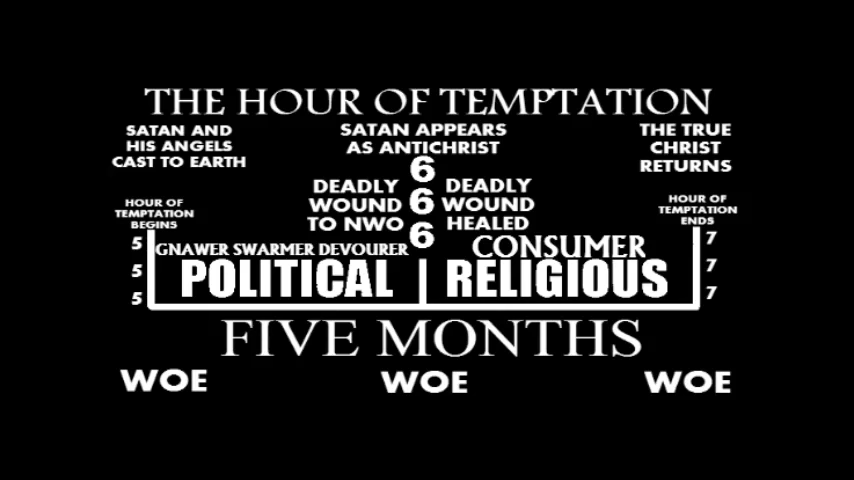 THE HOUR OF TEMPTATION
SATAN AND
HIS ANGELS
CAST TO EARTH
SATAN APPEARS
AS ANTICHRIST
THE TRUE
CHRIST
RETURNS
6
6
6
DEADLY
WOUND
TO NWO
DEADLY
WOUND
HEALED
HOUR OF
TEMPTATION
BEGINS
HOUR OF
TEMPTATION
ENDS
5
5
5
GNAWER SWARMER DEVOURER
POLITICAL
CONSUMER
RELIGIOUS
7
7
7
FIVE MONTHS
WOE
WOE
WOE